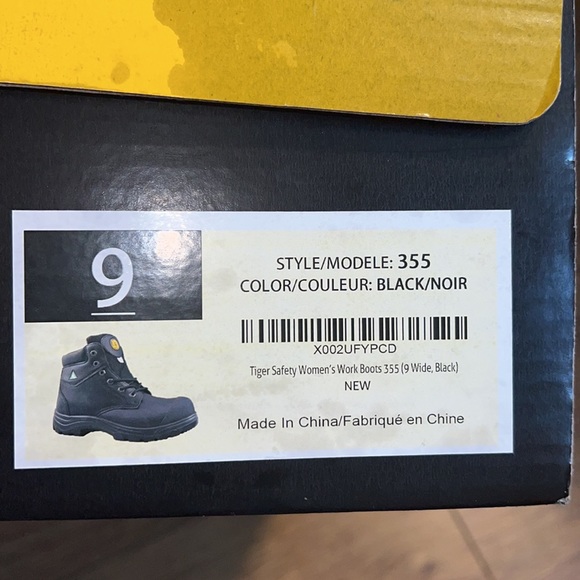 9
STYLE/MODELE: 355
COLOR/COULEUR: BLACK/NOIR
X002UFYPCD
Tiger Safety Women's Work Boots 355 (9 Wide, Black)
NEW
Made In China/Fabriqué en Chine